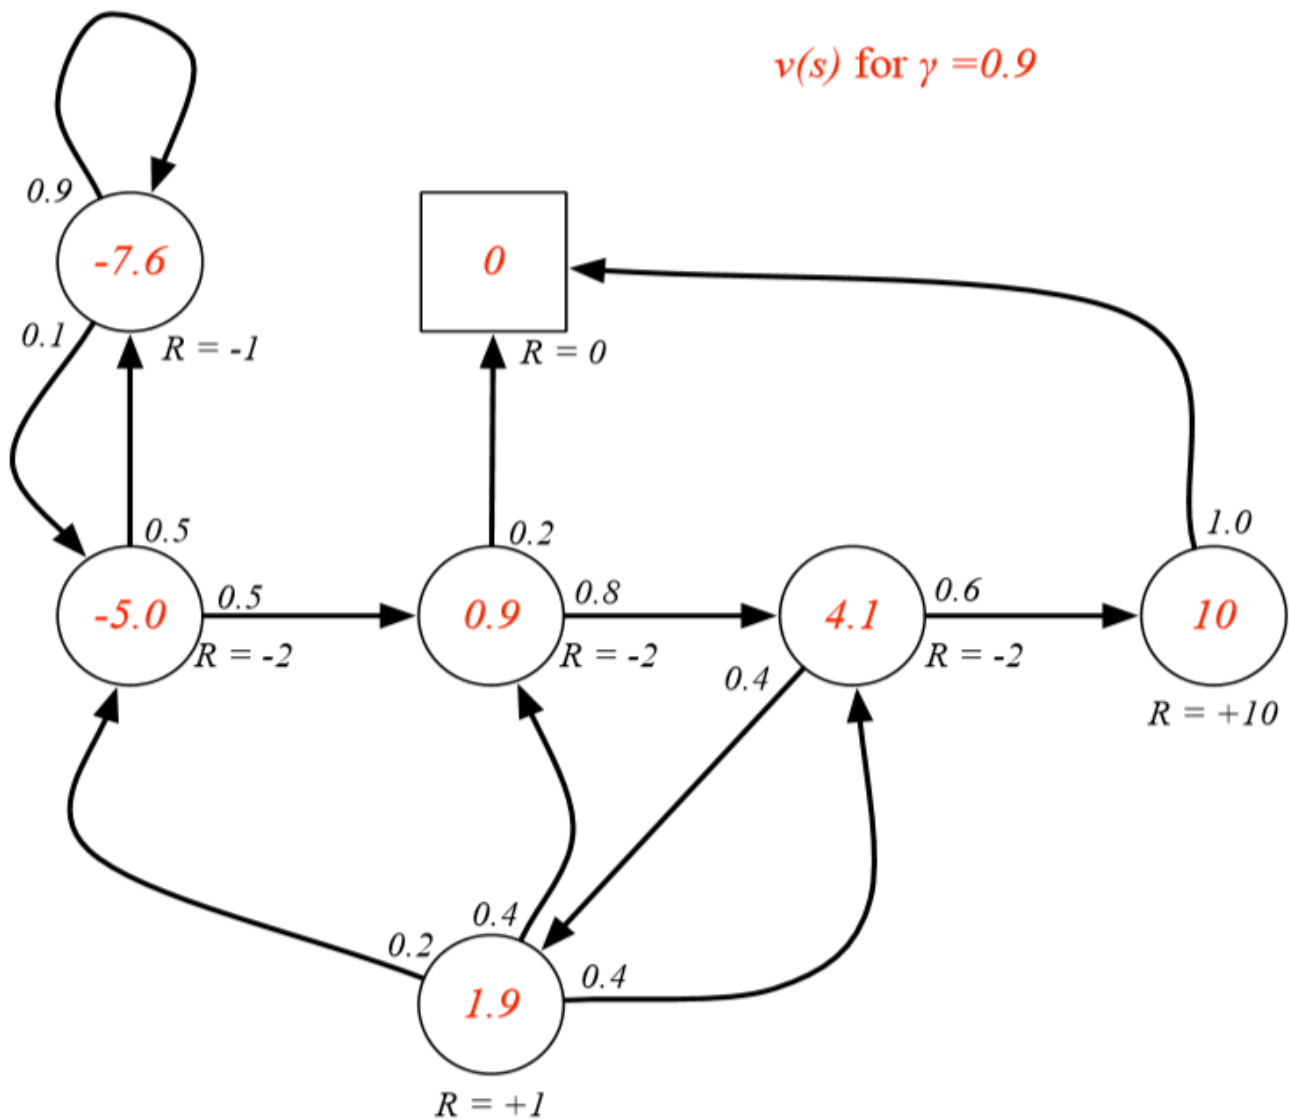 v(s) for γ =0.9
0.9
-7.6
0
0.1
R = -1
R = 0
0.5
0.2
1.0
-5.0
0.5
R = -2
0.9
0.8
R = -2
4.1
0.6
R = -2
0.4
10
R = +10
0.2
0.4
0.4
1.9
R = +1